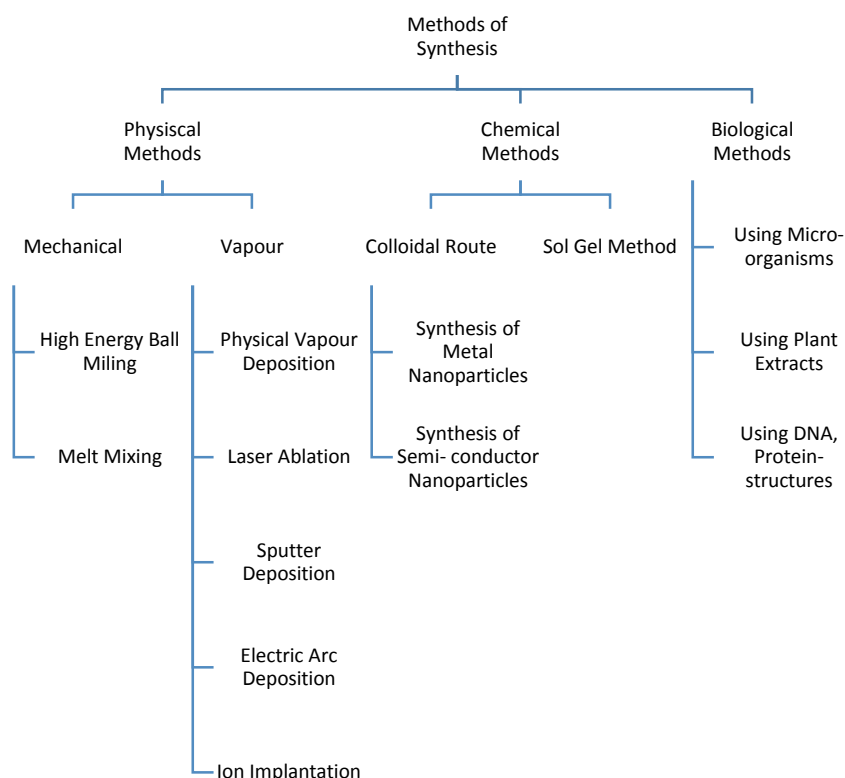 Methods of
Synthesis
Physiscal
Methods
Chemical
Methods
Biological
Methods
Mechanical
Vapour
Colloidal Route
Sol Gel Method
Using Micro-
organisms
High Energy Ball
Miling
Physical Vapour
Deposition
Synthesis of
Metal
Nanoparticles
Using Plant
Extracts
Melt Mixing
Laser Ablation
Synthesis of
Semi- conductor
Nanoparticles
Using DNA,
Protein-
structures
Sputter
Deposition
Electric Arc
Deposition
Ion Implantation